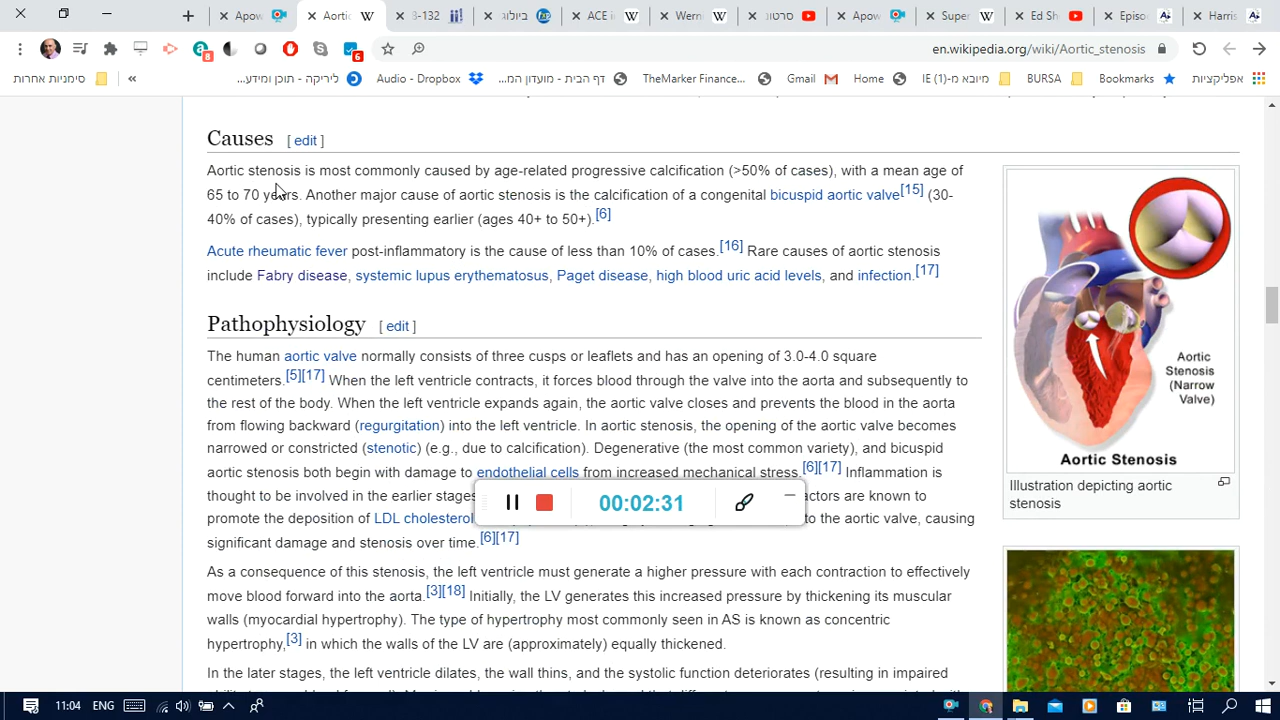 Apow
Aortic
3-132
ביולוג
ACE in
Werne
סרטונ
Apow
Supe
Ed She
Episo
Harris
en.wikipedia.org/wiki/Aortic_stenosis
8
6
סימניות אחרות
«
ליריקה - תוכן ומידע...
Audio - Dropbox
דף הבית - מועדון המ...
TheMarker Finance...
Gmail
Home
מיובא מ-IE (1)
BURSA
Bookmarks
אפליקציות
Causes [ edit ]
Aortic stenosis is most commonly caused by age-related progressive calcification (>50% of cases), with a mean age of
65 to 70 years. Another major cause of aortic stenosis is the calcification of a congenital bicuspid aortic valve[15] (30-
40% of cases), typically presenting earlier (ages 40+ to 50+).[6]
Acute rheumatic fever post-inflammatory is the cause of less than 10% of cases.[16] Rare causes of aortic stenosis
include Fabry disease, systemic lupus erythematosus, Paget disease, high blood uric acid levels, and infection.[17]
Pathophysiology [ edit ]
The human aortic valve normally consists of three cusps or leaflets and has an opening of 3.0-4.0 square
centimeters.[5][17] When the left ventricle contracts, it forces blood through the valve into the aorta and subsequently to
the rest of the body. When the left ventricle expands again, the aortic valve closes and prevents the blood in the aorta
from flowing backward (regurgitation) into the left ventricle. In aortic stenosis, the opening of the aortic valve becomes
narrowed or constricted (stenotic) (e.g., due to calcification). Degenerative (the most common variety), and bicuspid
aortic stenosis both begin with damage to endothelial cells from increased mechanical stress.[6][17] Inflammation is
thought to be involved in the earlier stages actors are known to
promote the deposition of LDL cholesterol to the aortic valve, causing
significant damage and stenosis over time.[6][17]
As a consequence of this stenosis, the left ventricle must generate a higher pressure with each contraction to effectively
move blood forward into the aorta.[3][18] Initially, the LV generates this increased pressure by thickening its muscular
walls (myocardial hypertrophy). The type of hypertrophy most commonly seen in AS is known as concentric
hypertrophy,[3] in which the walls of the LV are (approximately) equally thickened.
In the later stages, the left ventricle dilates, the wall thins, and the systolic function deteriorates (resulting in impaired
00:02:31
Aortic
Stenosis
(Narrow
Valve)
Aortic Stenosis
Illustration depicting aortic
stenosis
11:04
ENG